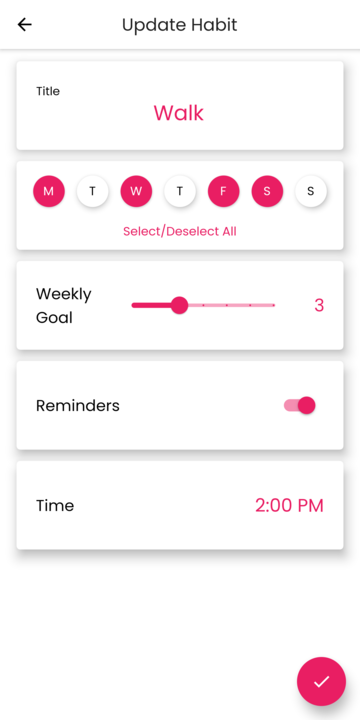 Update Habit
Title
Walk
M T W T F S S
Select/Deselect All
Weekly
Goal
3
Reminders
Time
2:00 PM